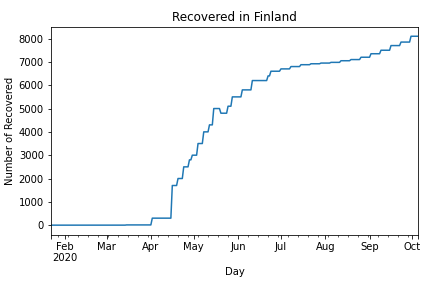 Recovered in Finland
Number of Recovered
8000
7000
6000
5000
4000
3000
2000
1000
0
Feb Mar Apr May Jun Jul Aug Sep Oct
2020
Day